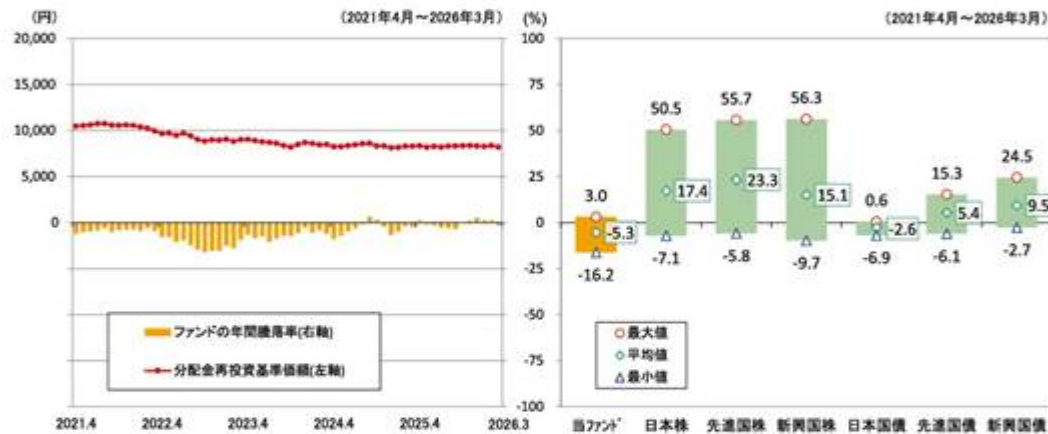 (円)
(2021年4月～2026年3月)
(%)
(2021年4月～2026年3月)
20,000
15,000
10,000
5,000
0
ファンドの年間騰落率(右軸)
分配金再投資基準価額(左軸)
2021.4 2022.4 2023.4 2024.4 2025.4 2026.3
100
75
50
25
0
-25
-50
-75
-100
3.0 50.5 55.7 56.3 0.6 15.3 24.5
-5.3 17.4 23.3 15.1 -2.6 5.4 9.5
-16.2 -7.1 -5.8 -9.7 -6.9 -6.1 -2.7
最大値
平均値
最小値
当ファンド 日本株 先進国株 新興国株 日本国債 先進国債 新興国債